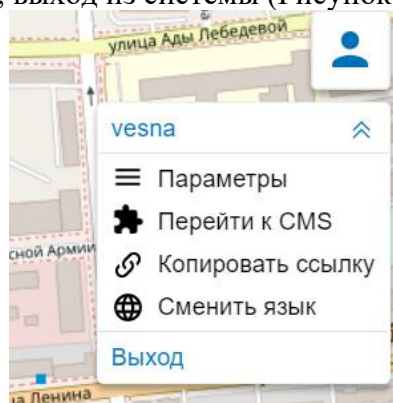 , выход из системы (Рисунок
улица Ады Лебедевой
vesna
Параметры
Перейти к CMS
сной Армии
Копировать ссылку
Сменить язык
Выход
Ленина